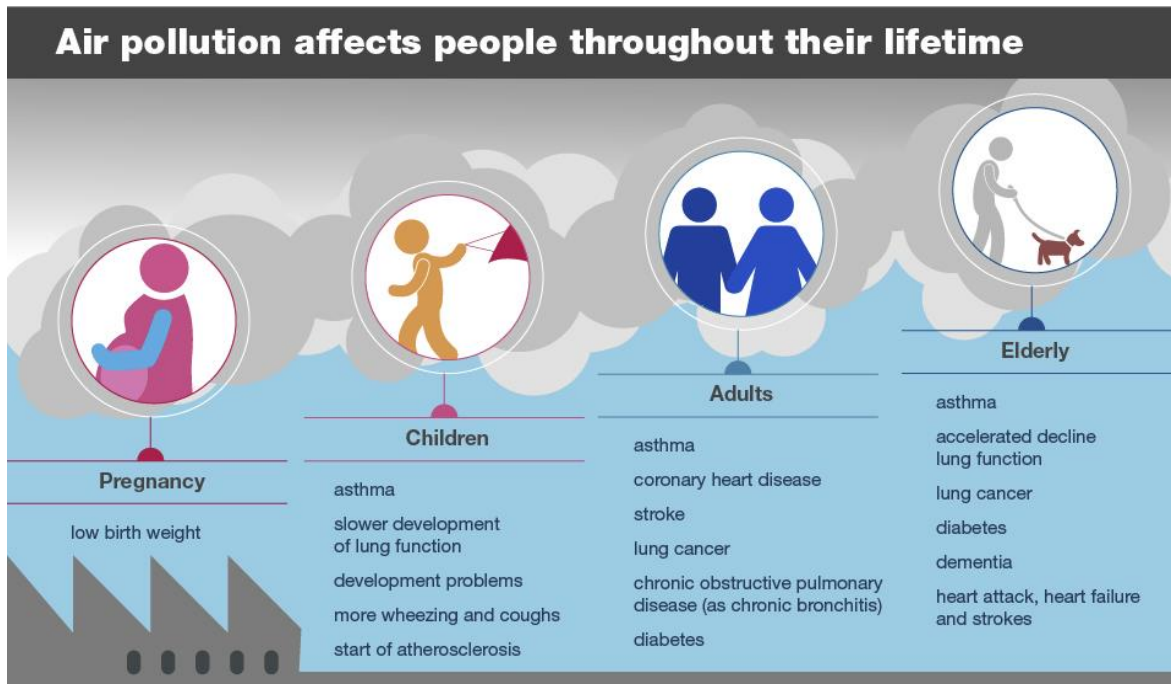 Air pollution affects people throughout their lifetime
Pregnancy
low birth weight
Children
asthma
slower development
of lung function
development problems
more wheezing and coughs
start of atherosclerosis
Adults
asthma
coronary heart disease
stroke
lung cancer
chronic obstructive pulmonary
disease (as chronic bronchitis)
diabetes
Elderly
asthma
accelerated decline
lung function
lung cancer
diabetes
dementia
heart attack, heart failure
and strokes